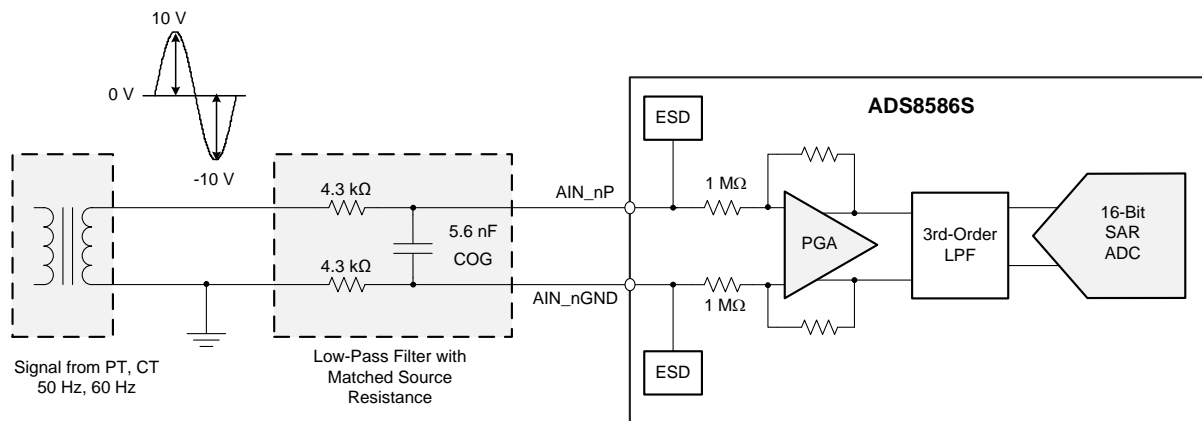 10 V
0 V
-10 V
Signal from PT, CT
50 Hz, 60 Hz
4.3 kΩ
5.6 nF
COG
4.3 kΩ
Low-Pass Filter with
Matched Source
Resistance
AIN_nP
AIN_nGND
ADS8586S
ESD
1 MΩ
PGA
1 MΩ
ESD
3rd-Order
LPF
16-Bit
SAR
ADC